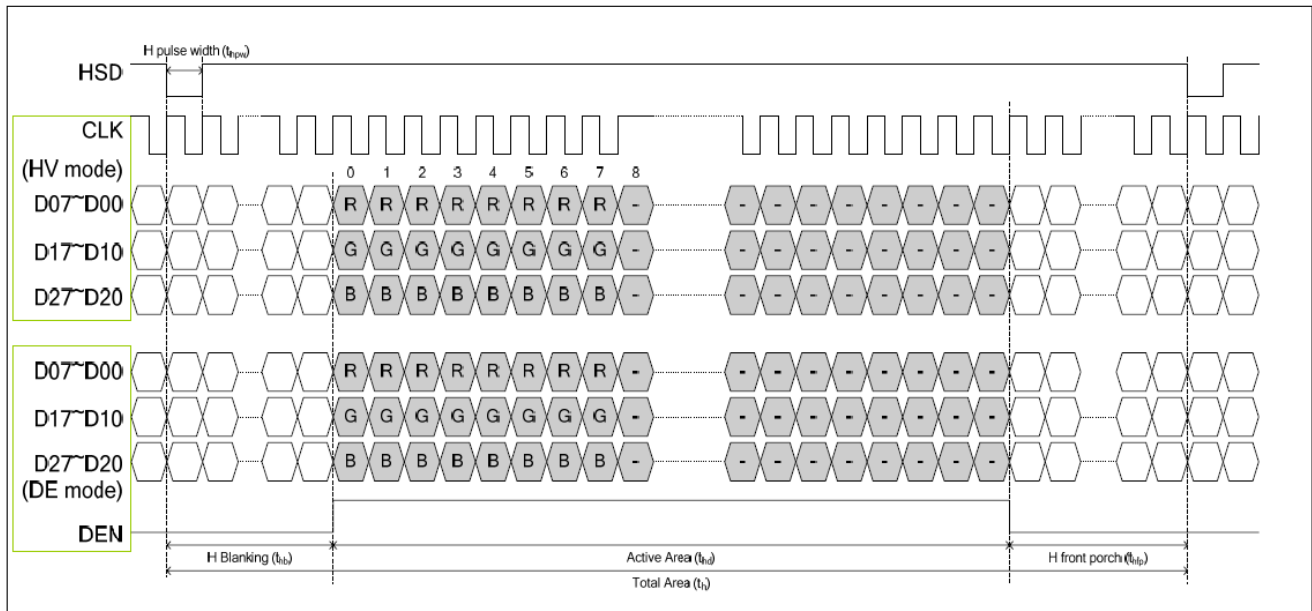 H pulse width (thpw)
HSD
CLK
(HV mode)
0 1 2 3 4 5 6 7 8
D07~D00 R R R R R R R R - - - - - - - - -
D17~D10 G G G G G G G G - - - - - - - - -
D27~D20 B B B B B B B B - - - - - - - - -
D07~D00 R R R R R R R R - - - - - - - - -
D17~D10 G G G G G G G G - - - - - - - - -
D27~D20 B B B B B B B B - - - - - - - - -
(DE mode)
DEN
H Blanking (thb) Active Area (thd) H front porch (thfp)
Total Area (th)